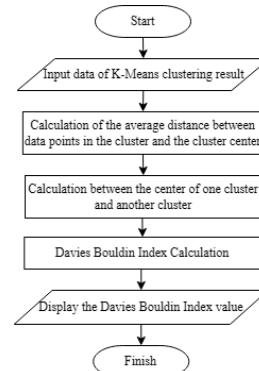 Start
Input data of K-Means clustering result
Calculation of the average distance between
data points in the cluster and the cluster center
Calculation between the center of one cluster
and another cluster
Davies Bouldin Index Calculation
Display the Davies Bouldin Index value
Finish